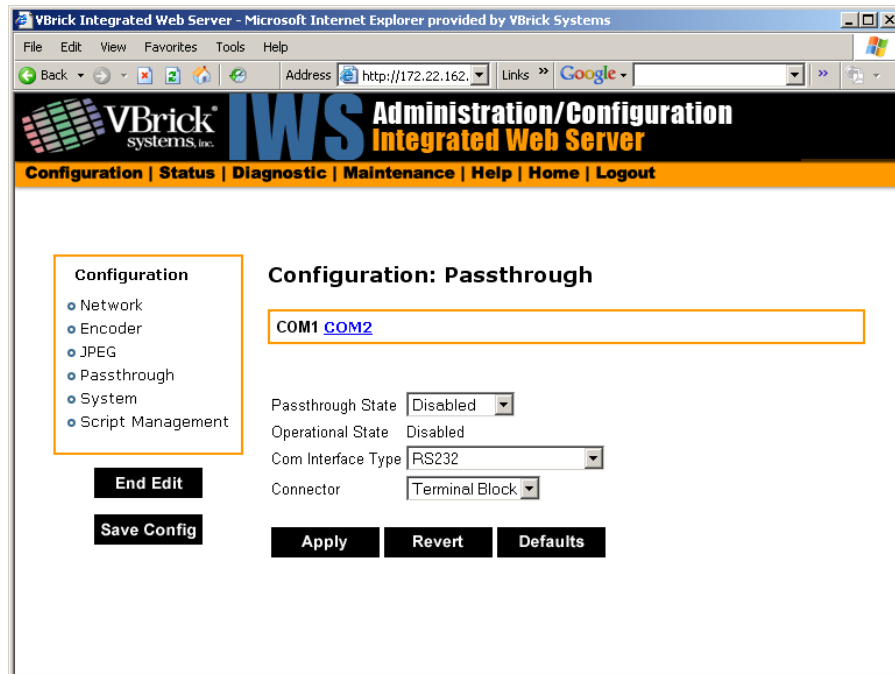 VBrick Integrated Web Server - Microsoft Internet Explorer provided by VBrick Systems
File Edit View Favorites Tools Help
Back Address http://172.22.162. Links » Google »
VBrick systems, inc. IWS Administration/Configuration
Integrated Web Server
Configuration | Status | Diagnostic | Maintenance | Help | Home | Logout
Configuration
Network
Encoder
JPEG
Passthrough
System
Script Management
End Edit
Save Config
Configuration: Passthrough
COM1 COM2
Passthrough State Disabled
Operational State Disabled
Com Interface Type RS232
Connector Terminal Block
Apply Revert Defaults